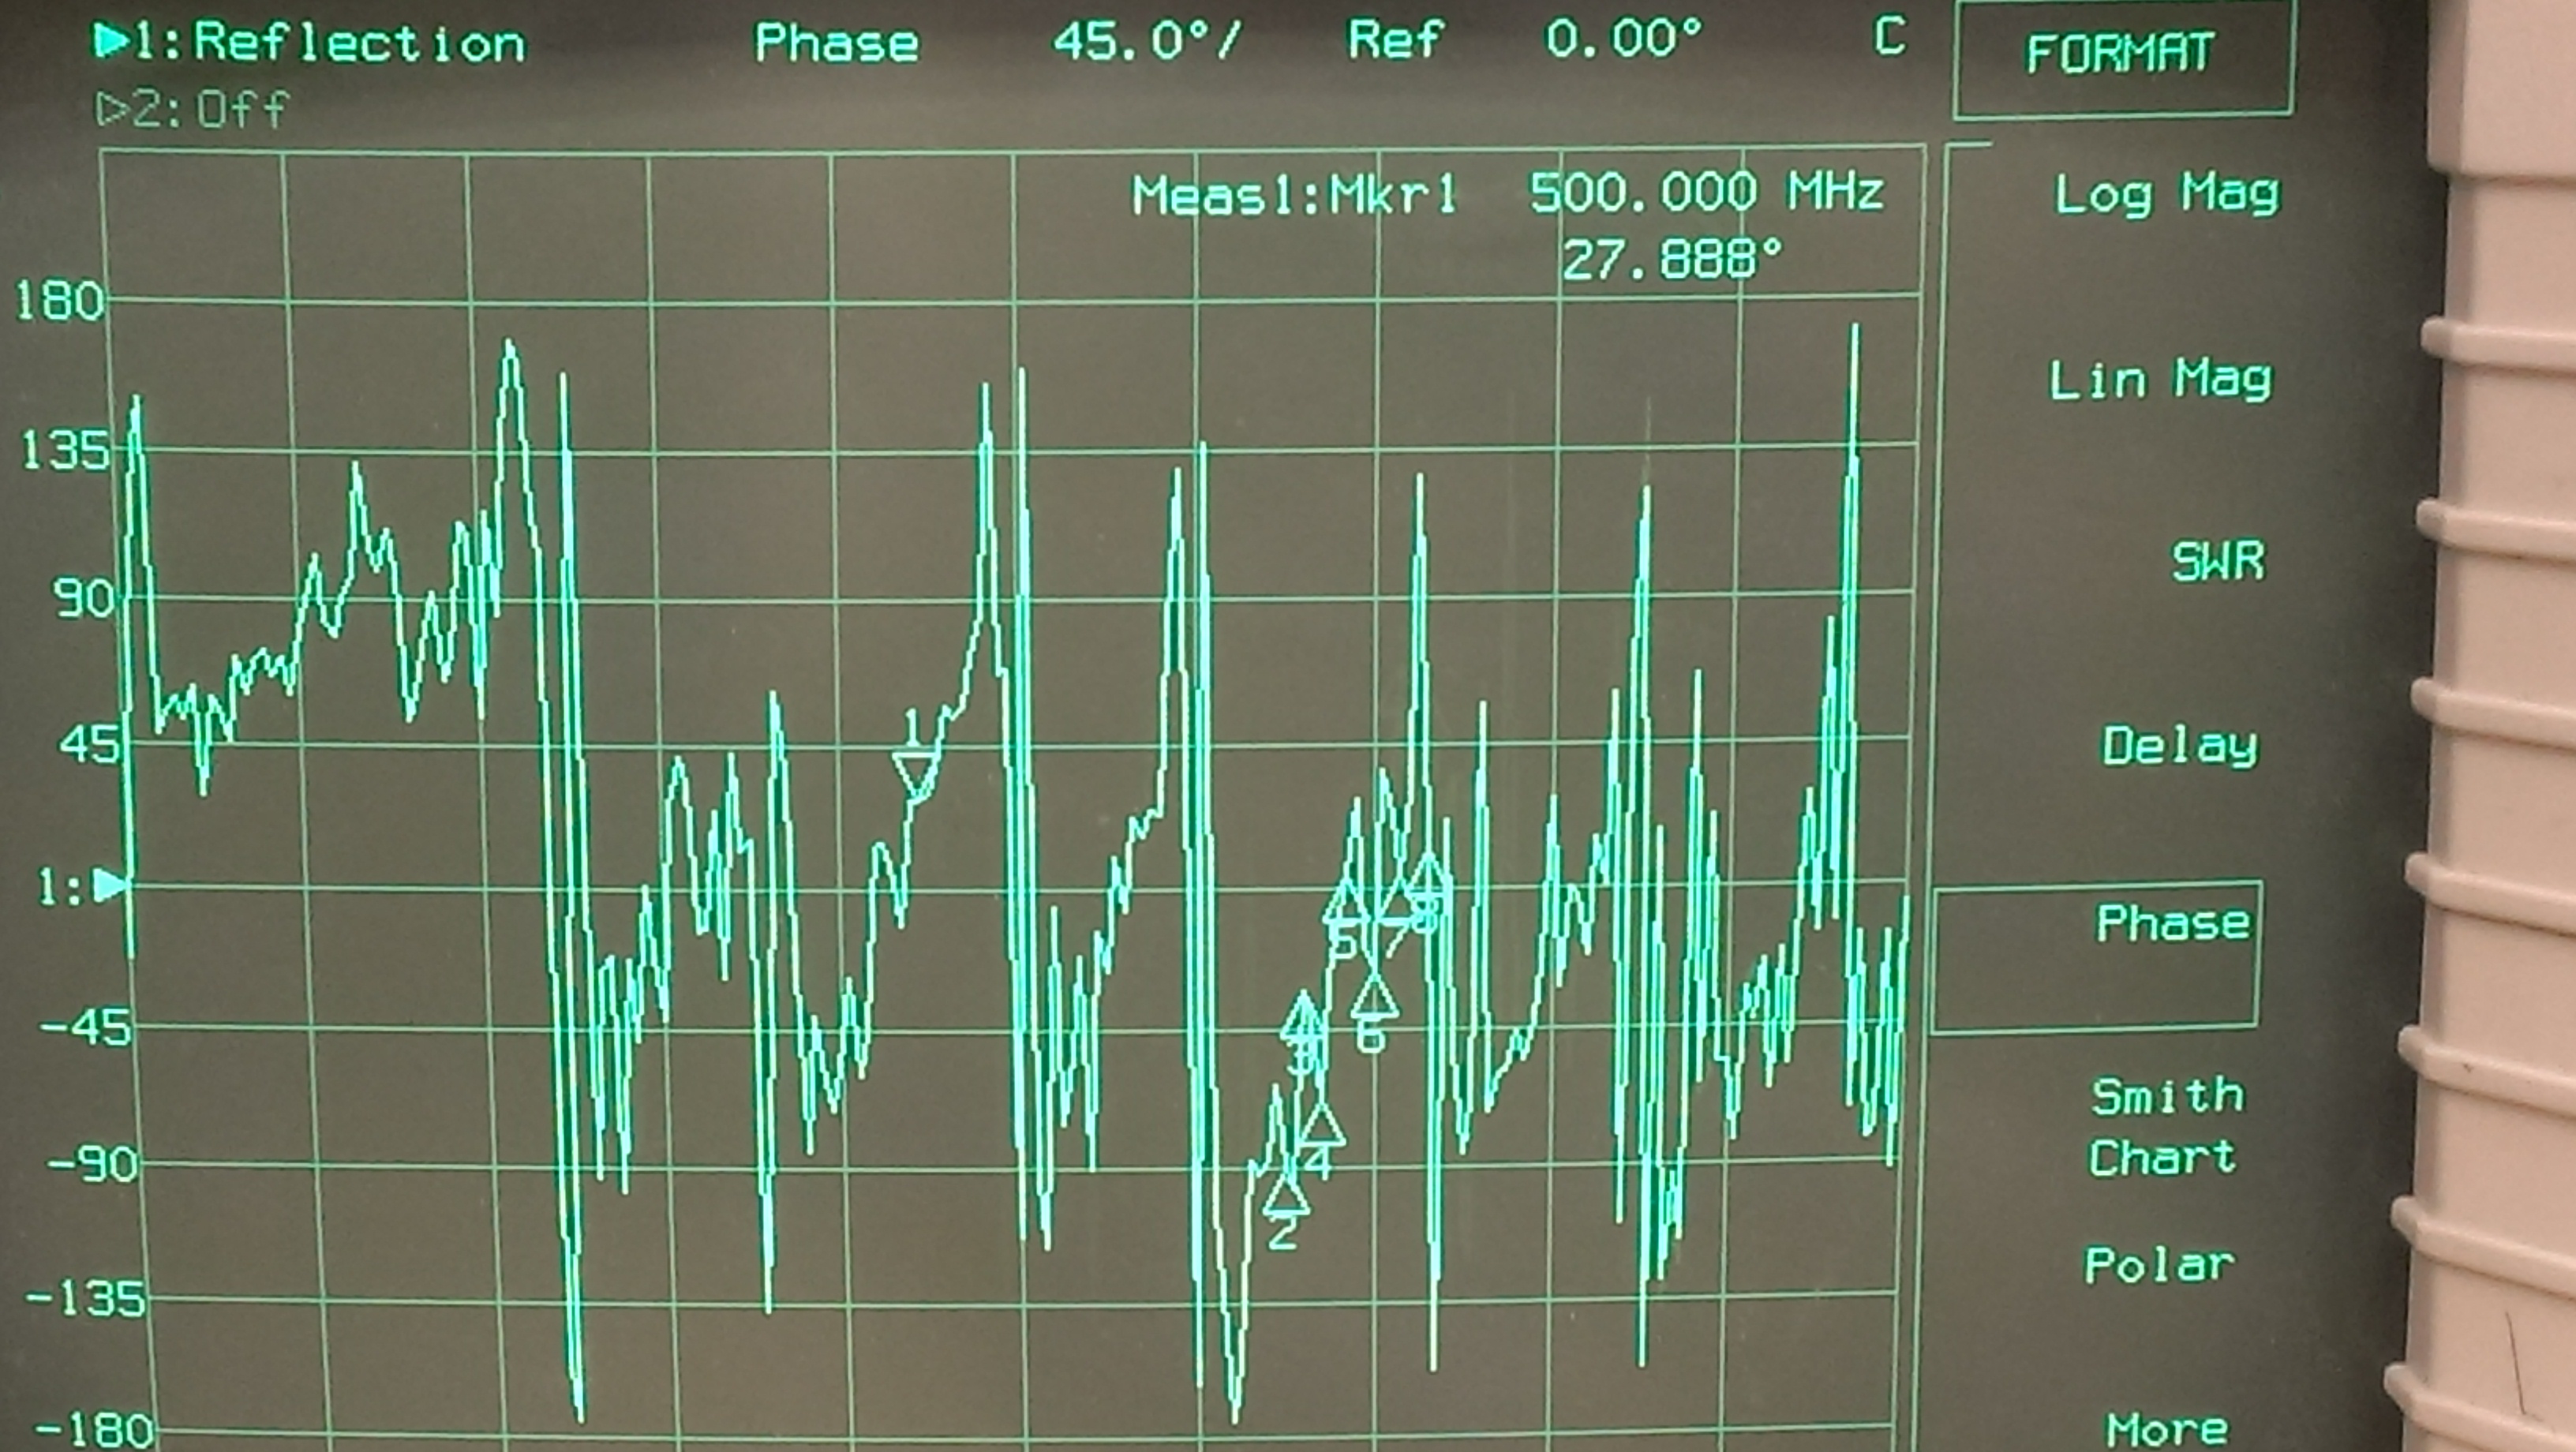 ▶1:Reflection Phase 45.0°/ Ref 0.00° C
▷2:Off
Meas1:Mkr1 500.000 MHz
27.888°
180
135
90
45
1:▶
-45
-90
-135
-180
1
2
3
4
5
6
7
8
FORMAT
Log Mag
Lin Mag
SWR
Delay
Phase
Smith
Chart
Polar
More